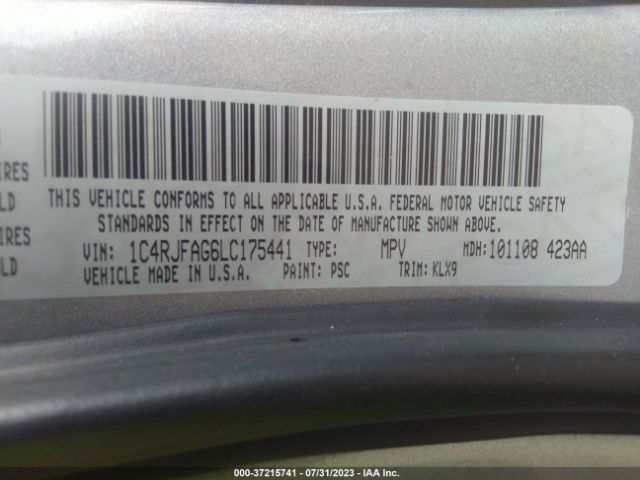 IRES
LD
IRES
LD
THIS VEHICLE CONFORMS TO ALL APPLICABLE U.S.A. FEDERAL MOTOR VEHICLE SAFETY
STANDARDS IN EFFECT ON THE DATE OF MANUFACTURE SHOWN ABOVE.
VIN: 1C4RJFAG6LC175441 TYPE: MPV MDH: 101108 423AA
VEHICLE MADE IN U.S.A. PAINT: PSC TRIM: KLX9
000-37215741 - 07/31/2023 - IAA Inc.